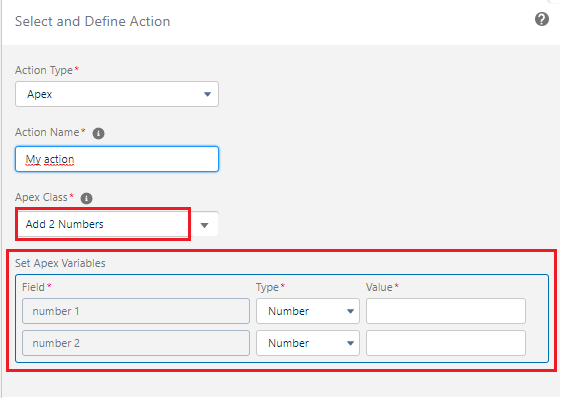 Select and Define Action
Action Type*
Apex
Action Name*
My action
Apex Class*
Add 2 Numbers
Set Apex Variables
Field* Type* Value*
number 1 Number
number 2 Number